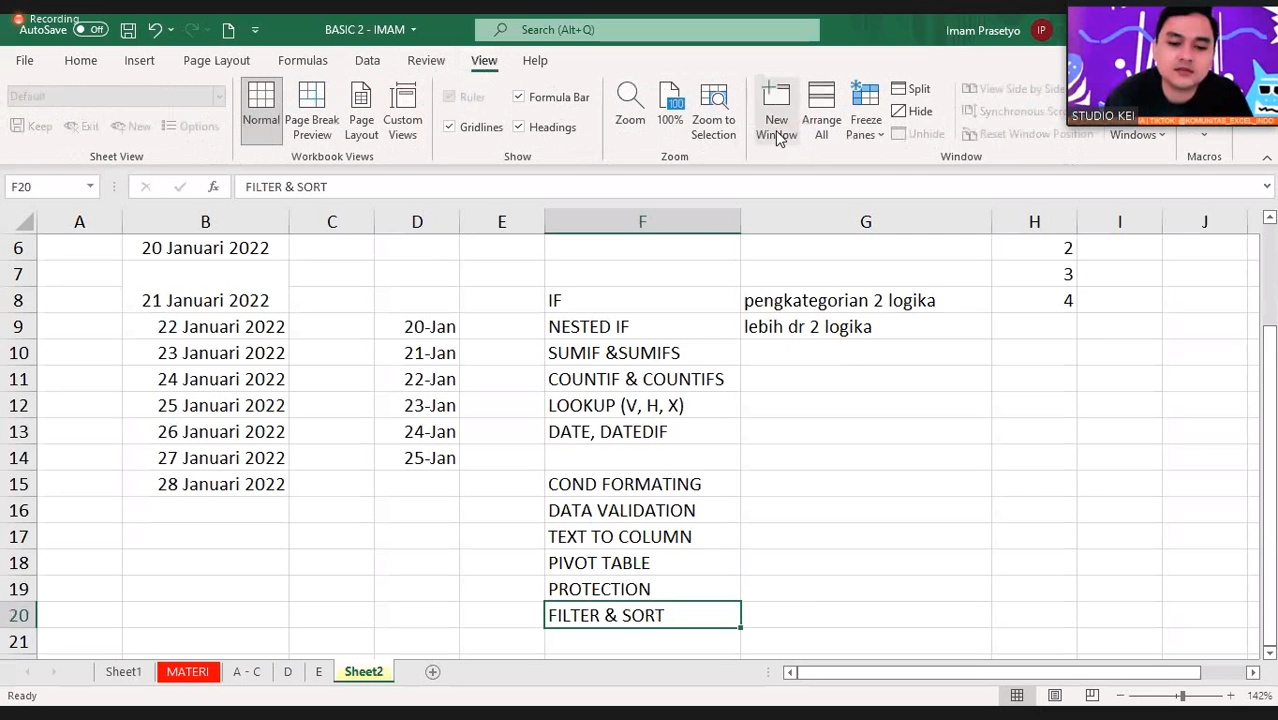 Recording
AutoSave Off BASIC 2 - IMAM Search (Alt+Q) Imam Prasetyo IP
File Home Insert Page Layout Formulas Data Review View Help
Default
Keep Exit New Options
Sheet View
Normal Page Break Preview Page Layout Custom Views
Workbook Views
Ruler Formula Bar
Gridlines Headings
Show
Zoom 100% Zoom to Selection
100
Zoom
New Window Arrange All Freeze Panes
Split
Hide
Unhide
View Side by Side
Synchronous Scrolling
Reset Window Position
Windows
Window
Macros
STUDIO KEI
| TIKTOK: @KOMUNITAS_EXCEL_INDO
F20 fx FILTER & SORT
A B C D E F G H I J
6 20 Januari 2022 2
7 3
8 21 Januari 2022 IF pengkategorian 2 logika 4
9 22 Januari 2022 20-Jan NESTED IF lebih dr 2 logika
10 23 Januari 2022 21-Jan SUMIF &SUMIFS
11 24 Januari 2022 22-Jan COUNTIF & COUNTIFS
12 25 Januari 2022 23-Jan LOOKUP (V, H, X)
13 26 Januari 2022 24-Jan DATE, DATEDIF
14 27 Januari 2022 25-Jan
15 28 Januari 2022 COND FORMATING
16 DATA VALIDATION
17 TEXT TO COLUMN
18 PIVOT TABLE
19 PROTECTION
20 FILTER & SORT
21
Sheet1 MATERI A - C D E Sheet2
Ready 142%